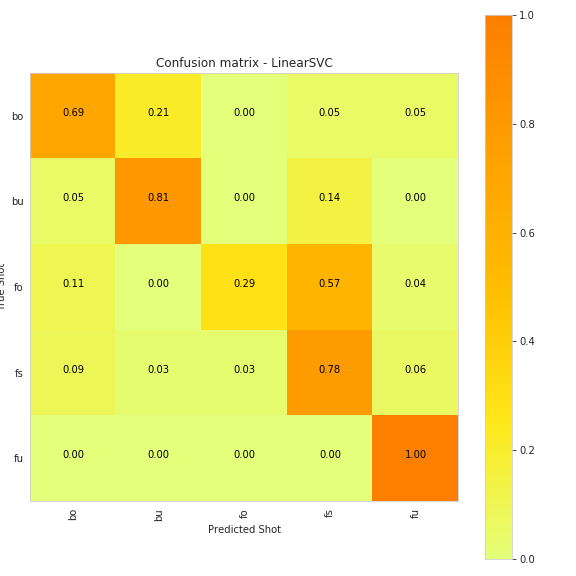 Confusion matrix - LinearSVC
bo 0.69 0.21 0.00 0.05 0.05
bu 0.05 0.81 0.00 0.14 0.00
fo 0.11 0.00 0.29 0.57 0.04
fs 0.09 0.03 0.03 0.78 0.06
fu 0.00 0.00 0.00 0.00 1.00
bo bu fo fs fu
Predicted Shot
True Shot
1.0
0.8
0.6
0.4
0.2
0.0